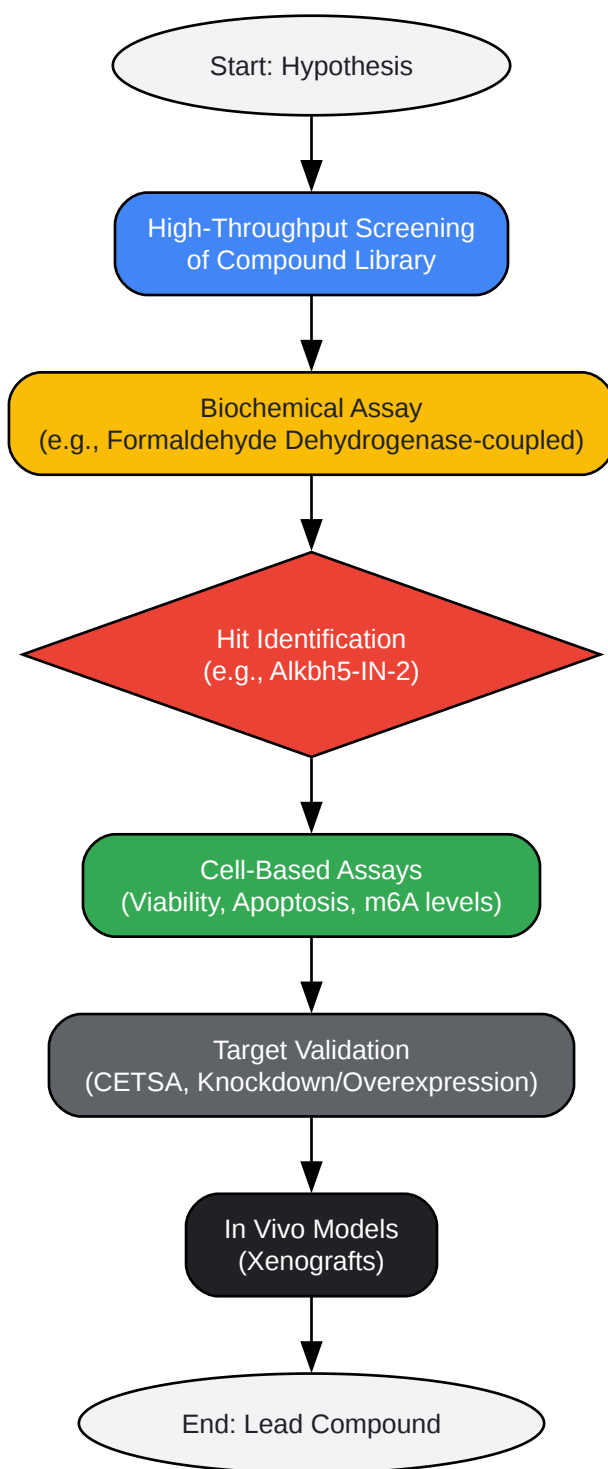 Start: Hypothesis
High-Throughput Screening
of Compound Library
Biochemical Assay
(e.g., Formaldehyde Dehydrogenase-coupled)
Hit Identification
(e.g., Alkbh5-IN-2)
Cell-Based Assays
(Viability, Apoptosis, m6A levels)
Target Validation
(CETSA, Knockdown/Overexpression)
In Vivo Models
(Xenografts)
End: Lead Compound